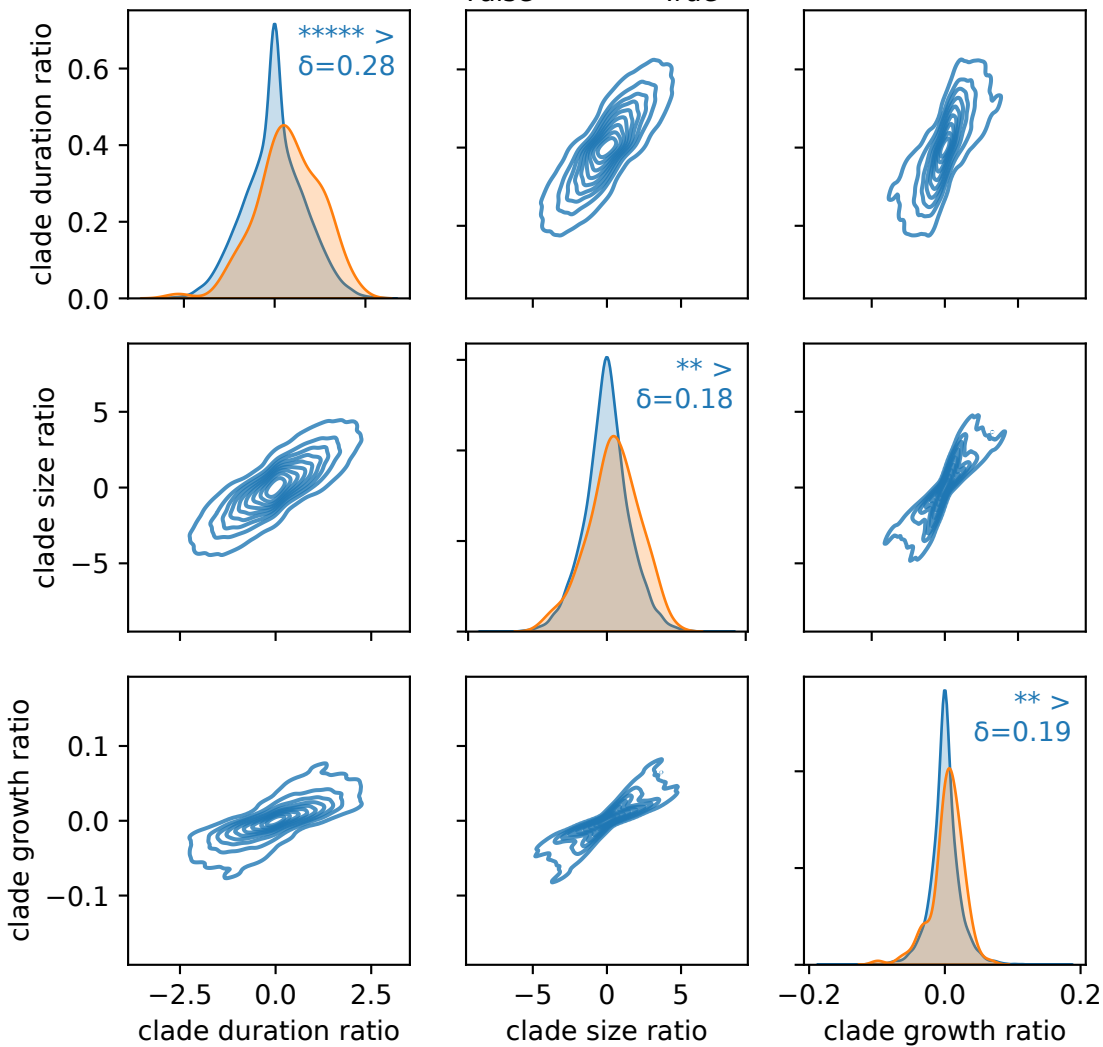 ***** >
δ=0.28
clade duration ratio
0.6
0.4
0.2
0.0
** >
δ=0.18
clade size ratio
5
0
−5
** >
δ=0.19
clade growth ratio
0.1
0.0
−0.1
−2.5 0.0 2.5 −5 0 5 −0.2 0.0 0.2
clade duration ratio clade size ratio clade growth ratio